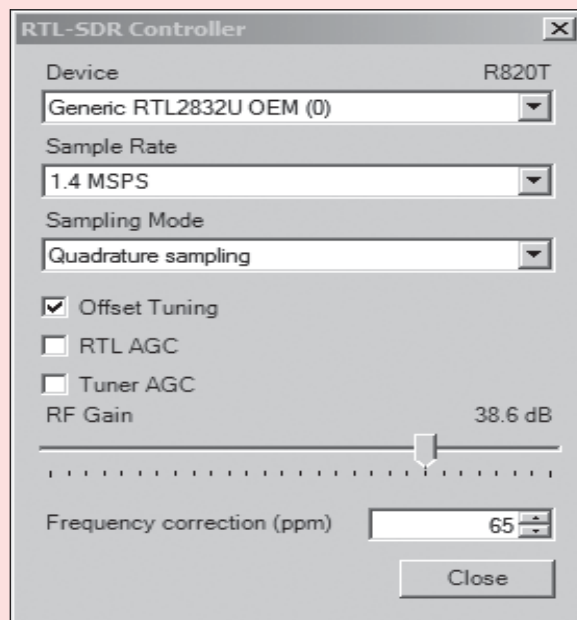 RTL-SDR Controller
Device R820T
Generic RTL2832U OEM (0)
Sample Rate
1.4 MSPS
Sampling Mode
Quadrature sampling
Offset Tuning
RTL AGC
Tuner AGC
RF Gain 38.6 dB
Frequency correction (ppm) 65
Close